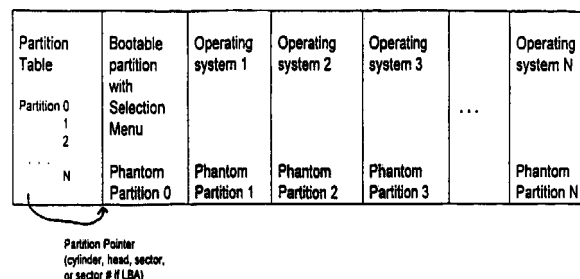 Partition
Table
Partition 0
1
2
. . . .
N
Bootable
partition
with
Selection
Menu
Phantom
Partition 0
Operating
system 1
Phantom
Partition 1
Operating
system 2
Phantom
Partition 2
Operating
system 3
Phantom
Partition 3
. . .
Operating
system N
Phantom
Partition N
Partition Pointer
(cylinder, head, sector,
or sector # if LBA)